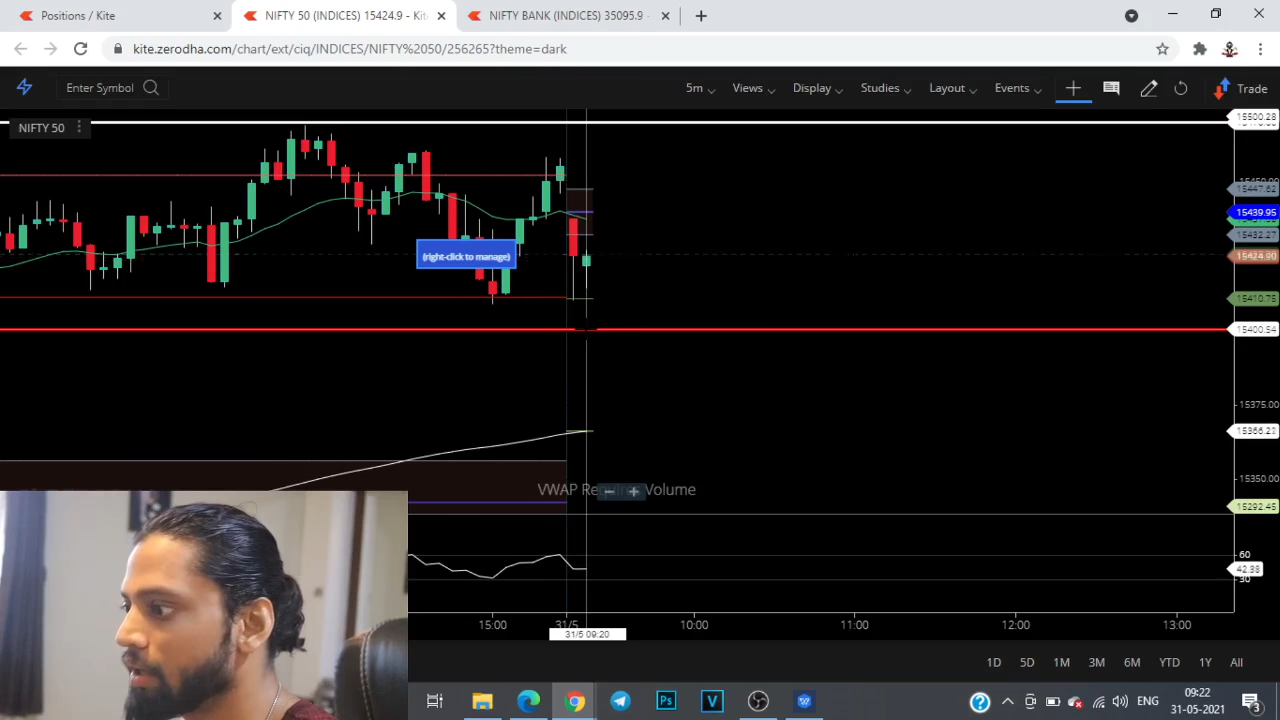 Positions / Kite
NIFTY 50 (INDICES) 15424.9 - Kite
NIFTY BANK (INDICES) 35095.9 -
kite.zerodha.com/chart/ext/ciq/INDICES/NIFTY%2050/256265?theme=dark
Enter Symbol
5m
Views
Display
Studies
Layout
Events
Trade
NIFTY 50
15500.28
15447.62
15439.95
15432.27
(right-click to manage)
15424.90
15410.75
15400.54
15375.00
15366.22
15350.00
VWAP Re Volume
15292.45
60
42.38
30
15:00
31/5
10:00
11:00
12:00
13:00
31/5 09:20
1D
5D
1M
3M
6M
YTD
1Y
All
Ps
V
ENG
09:22
31-05-2021
3